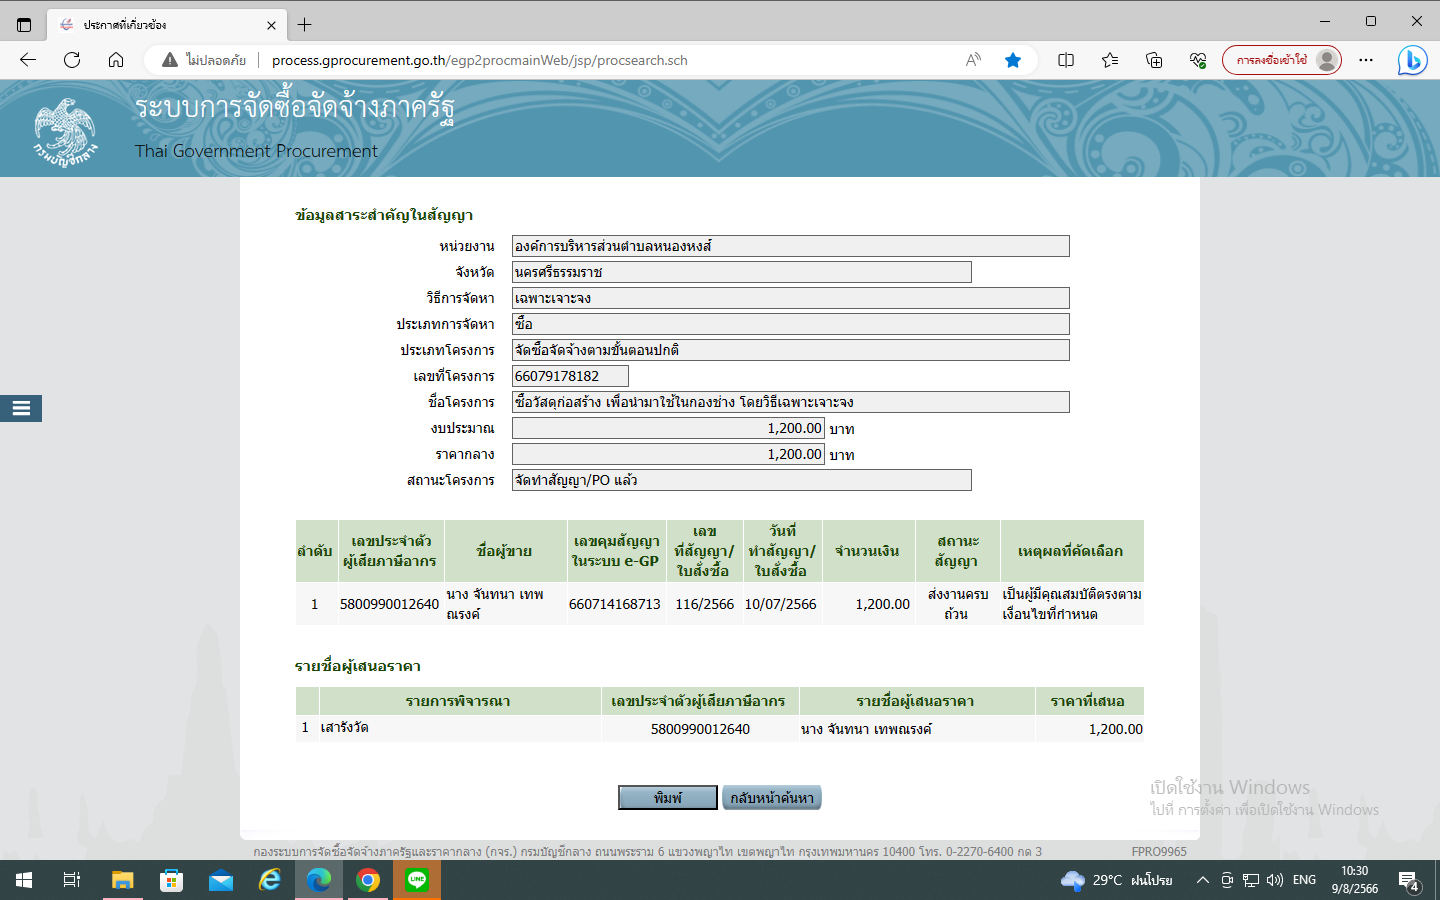 ประกาศที่เกี่ยวข้อง
ไม่ปลอดภัย process.gprocurement.go.th/egp2procmainWeb/jsp/procsearch.sch การลงชื่อเข้าใช้
ระบบการจัดซื้อจัดจ้างภาครัฐ
Thai Government Procurement
กรมบัญชีกลาง
ข้อมูลสาระสำคัญในสัญญา
หน่วยงาน องค์การบริหารส่วนตำบลหนองหงส์
จังหวัด นครศรีธรรมราช
วิธีการจัดหา เฉพาะเจาะจง
ประเภทการจัดหา ซื้อ
ประเภทโครงการ จัดซื้อจัดจ้างตามขั้นตอนปกติ
เลขที่โครงการ 66079178182
ชื่อโครงการ ซื้อวัสดุก่อสร้าง เพื่อนำมาใช้ในกองช่าง โดยวิธีเฉพาะเจาะจง
งบประมาณ 1,200.00 บาท
ราคากลาง 1,200.00 บาท
สถานะโครงการ จัดทำสัญญา/PO แล้ว
ลำดับ เลขประจำตัวผู้เสียภาษีอากร ชื่อผู้ขาย เลขคุมสัญญาในระบบ e-GP เลขที่สัญญา/ใบสั่งซื้อ วันที่ทำสัญญา/ใบสั่งซื้อ จำนวนเงิน สถานะสัญญา เหตุผลที่คัดเลือก
1 5800990012640 นาง จันทนา เทพณรงค์ 660714168713 116/2566 10/07/2566 1,200.00 ส่งงานครบถ้วน เป็นผู้มีคุณสมบัติตรงตามเงื่อนไขที่กำหนด
รายชื่อผู้เสนอราคา
รายการพิจารณา เลขประจำตัวผู้เสียภาษีอากร รายชื่อผู้เสนอราคา ราคาที่เสนอ
1 เสารั้งวัด 5800990012640 นาง จันทนา เทพณรงค์ 1,200.00
พิมพ์ กลับหน้าค้นหา
เปิดใช้งาน Windows
ไปที่ การตั้งค่า เพื่อเปิดใช้งาน Windows
กองระบบการจัดซื้อจัดจ้างภาครัฐและราคากลาง (กจร.) กรมบัญชีกลาง ถนนพระราม 6 แขวงพญาไท เขตพญาไท กรุงเทพมหานคร 10400 โทร. 0-2270-6400 กด 3 FPRO9965
LINE 29°C ฝนโปรย ENG 10:30
9/8/2566 4